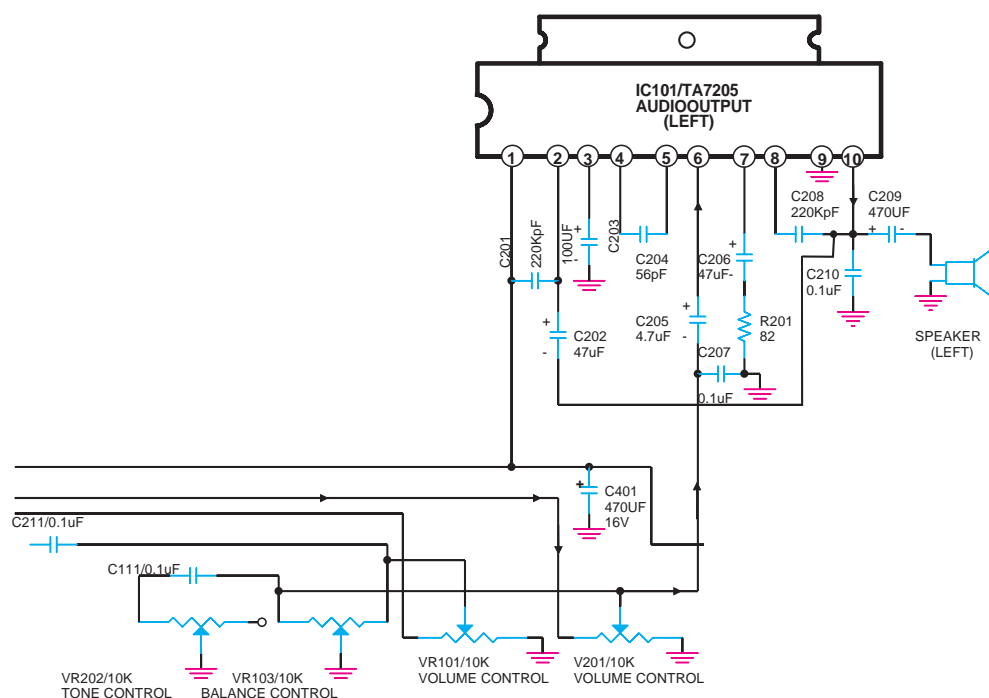 IC101/TA7205
AUDIOOUTPUT
(LEFT)
1 2 3 4 5 6 7 8 9 10
C201
220KpF
100UF
+
-
C203
C204
56pF
+
C206
47uF-
C208
220KpF
C209
470UF
+ -
C210
0.1uF
+
-
C202
47uF
C205
4.7uF
+
-
C207
0.1uF
R201
82
SPEAKER
(LEFT)
+
C401
470UF
16V
C211/0.1uF
C111/0.1uF
VR202/10K
TONE CONTROL
VR103/10K
BALANCE CONTROL
VR101/10K
VOLUME CONTROL
V201/10K
VOLUME CONTROL